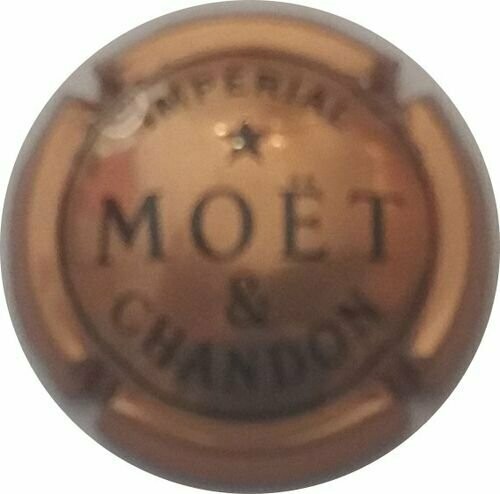 IMPERIAL
MOËT
&
CHANDON